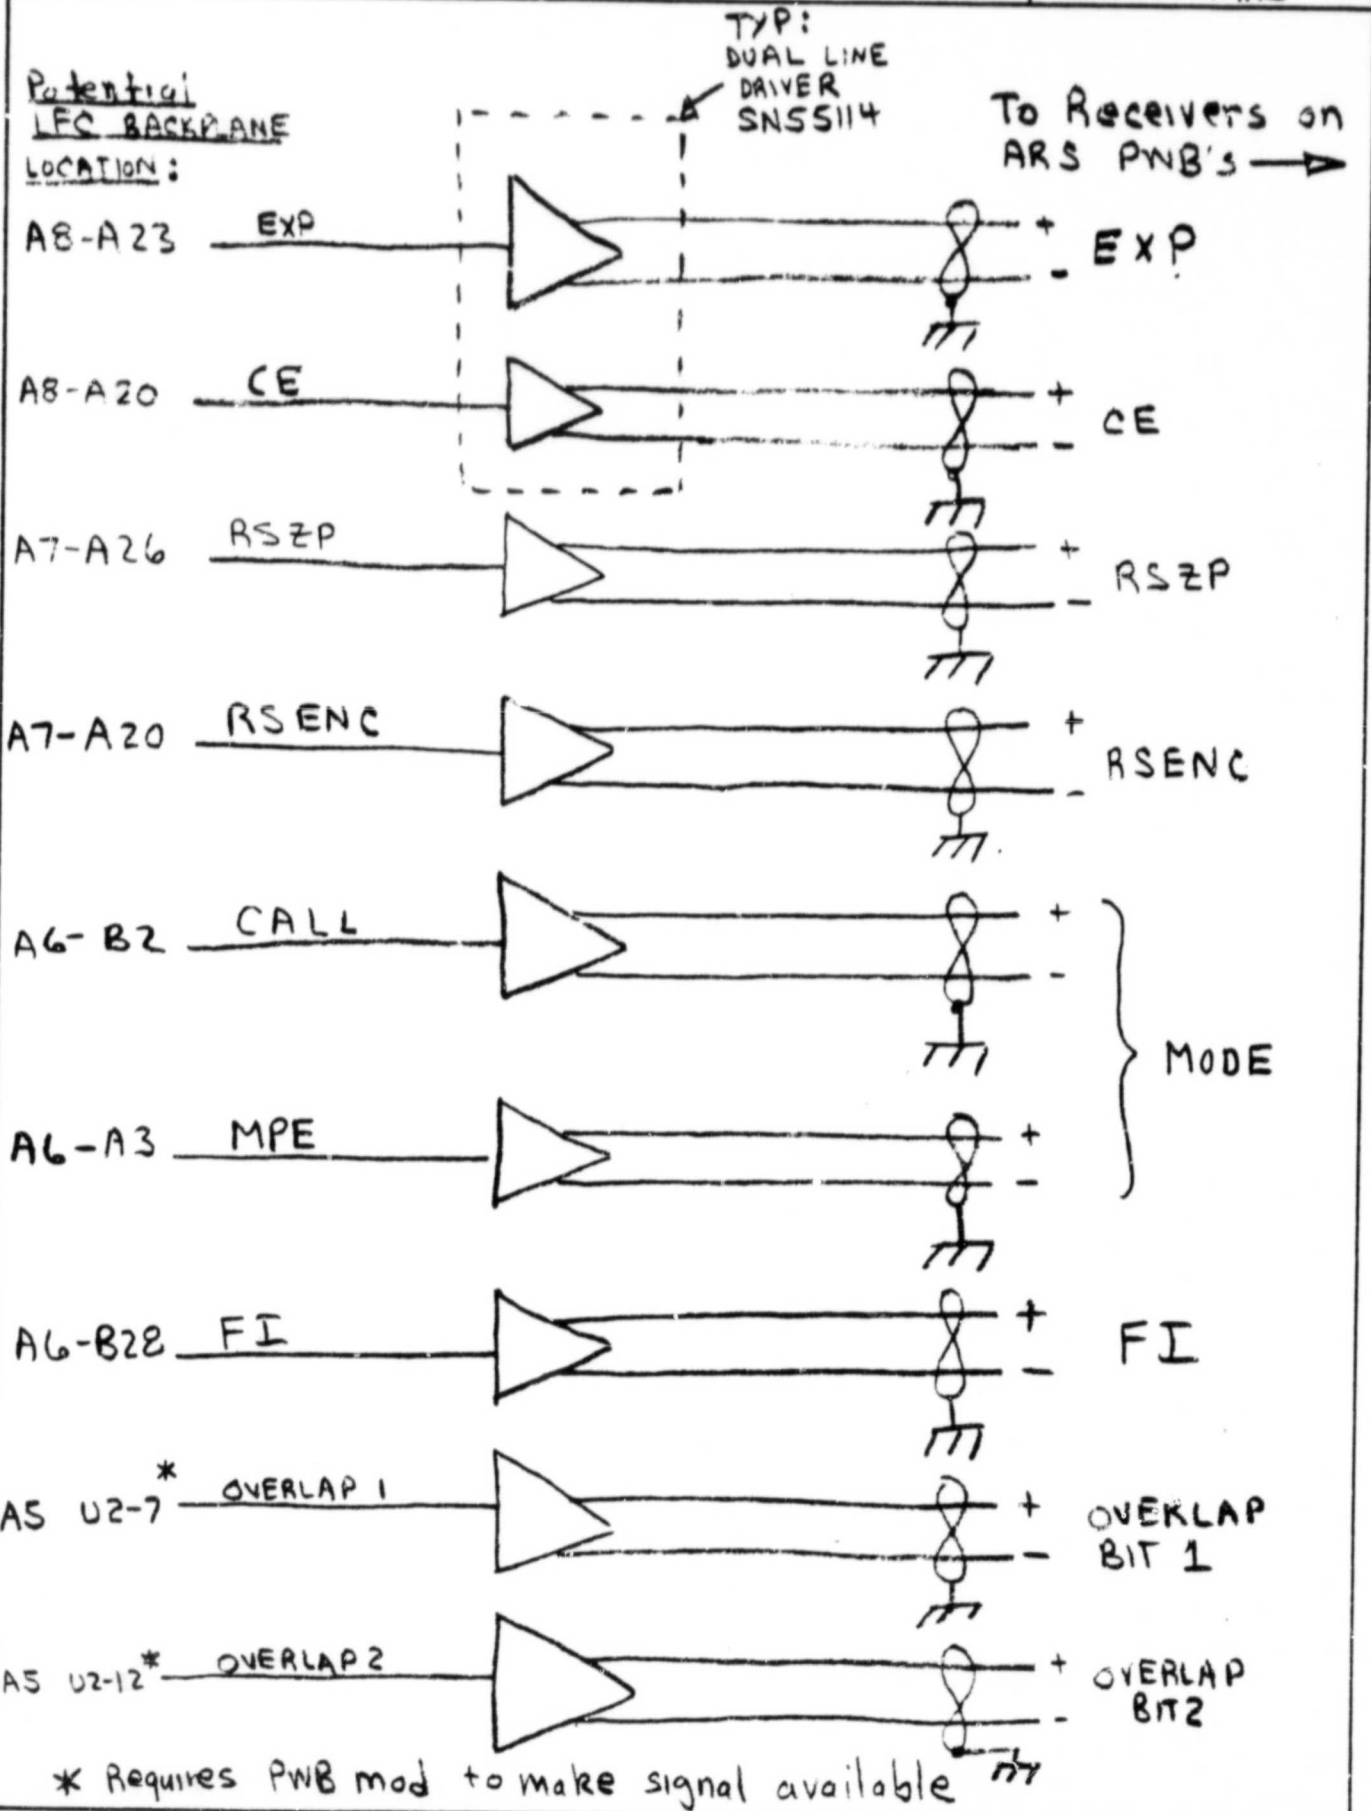 TYP:
DUAL LINE
DRIVER
SN55114
Potential
LFC BACKPLANE
LOCATION:
To Receivers on
ARS PWB's
A8-A23 EXP + - EXP
A8-A20 CE + - CE
A7-A26 RSZP + - RSZP
A7-A20 RSENC + - RSENC
A6-B2 CALL + -
MODE
A6-A3 MPE + -
A6-B28 FI + - FI
A5 U2-7* OVERLAP 1 + - OVERLAP
BIT 1
A5 U2-12* OVERLAP 2 + - OVERLAP
BIT 2
* Requires PWB mod to make signal available